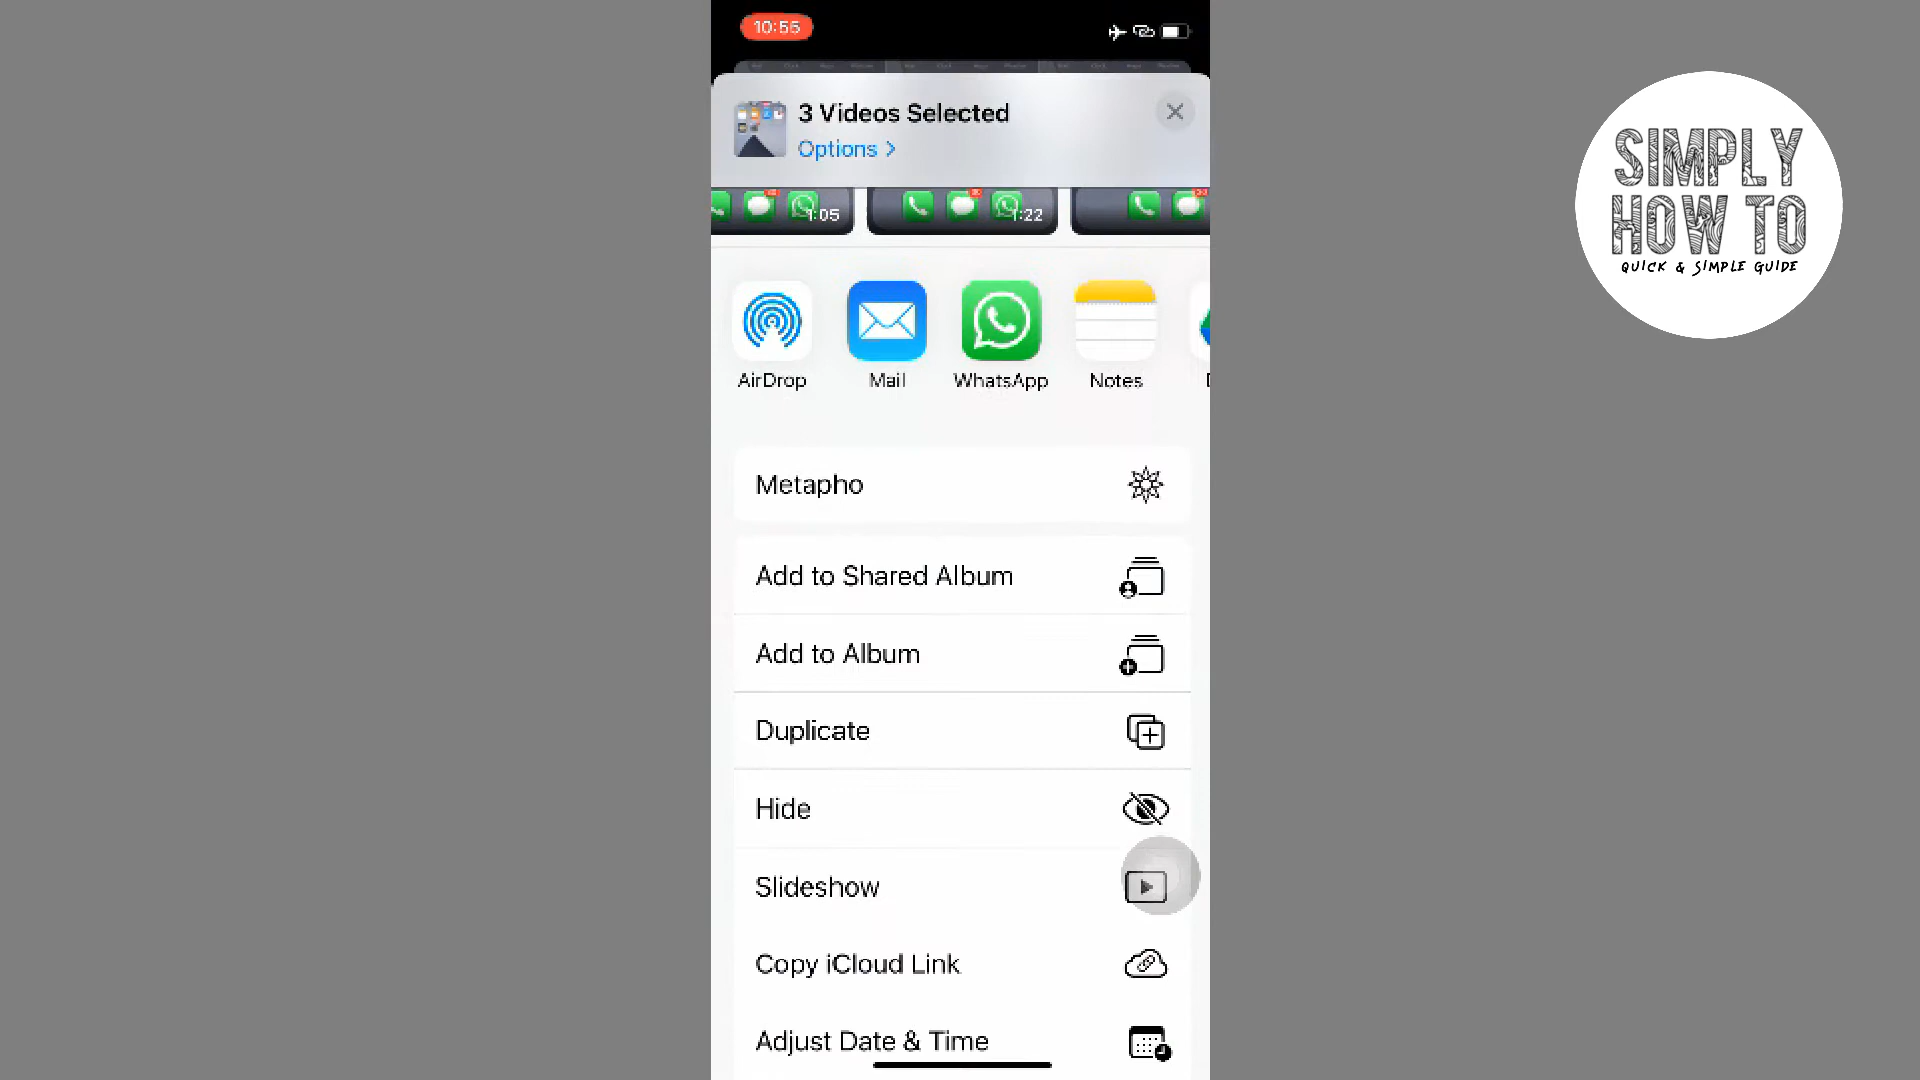 10:55
3 Videos Selected
Options >
1:05
1:22
AirDrop
Mail
WhatsApp
Notes
Metapho
Add to Shared Album
Add to Album
Duplicate
Hide
Slideshow
Copy iCloud Link
Adjust Date & Time
SIMPLY
HOW TO
QUICK & SIMPLE GUIDE